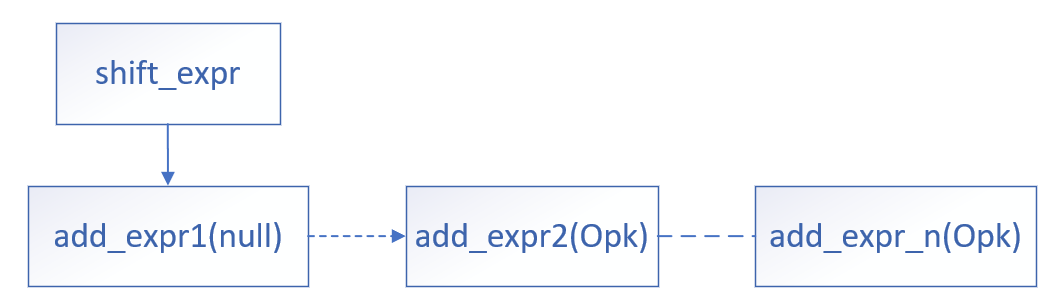 shift_expr
add_expr1(null)
add_expr2(Opk)
add_expr_n(Opk)